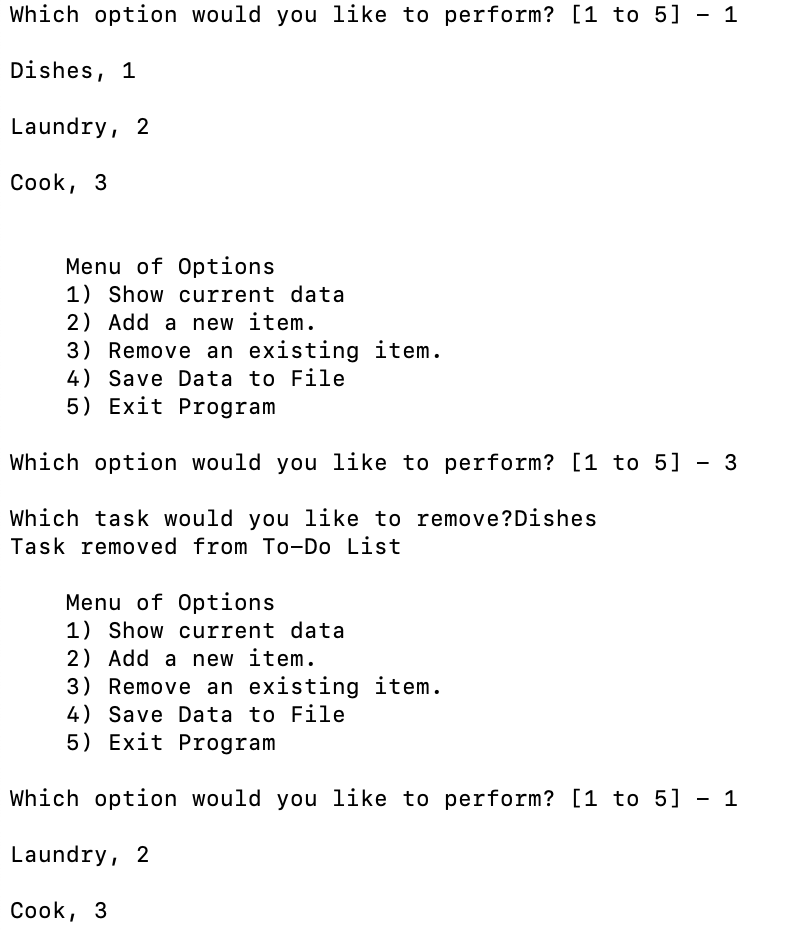 Which option would you like to perform? [1 to 5] – 1
Dishes, 1
Laundry, 2
Cook, 3
Menu of Options
1) Show current data
2) Add a new item.
3) Remove an existing item.
4) Save Data to File
5) Exit Program
Which option would you like to perform? [1 to 5] – 3
Which task would you like to remove?Dishes
Task removed from To–Do List
Menu of Options
1) Show current data
2) Add a new item.
3) Remove an existing item.
4) Save Data to File
5) Exit Program
Which option would you like to perform? [1 to 5] – 1
Laundry, 2
Cook, 3